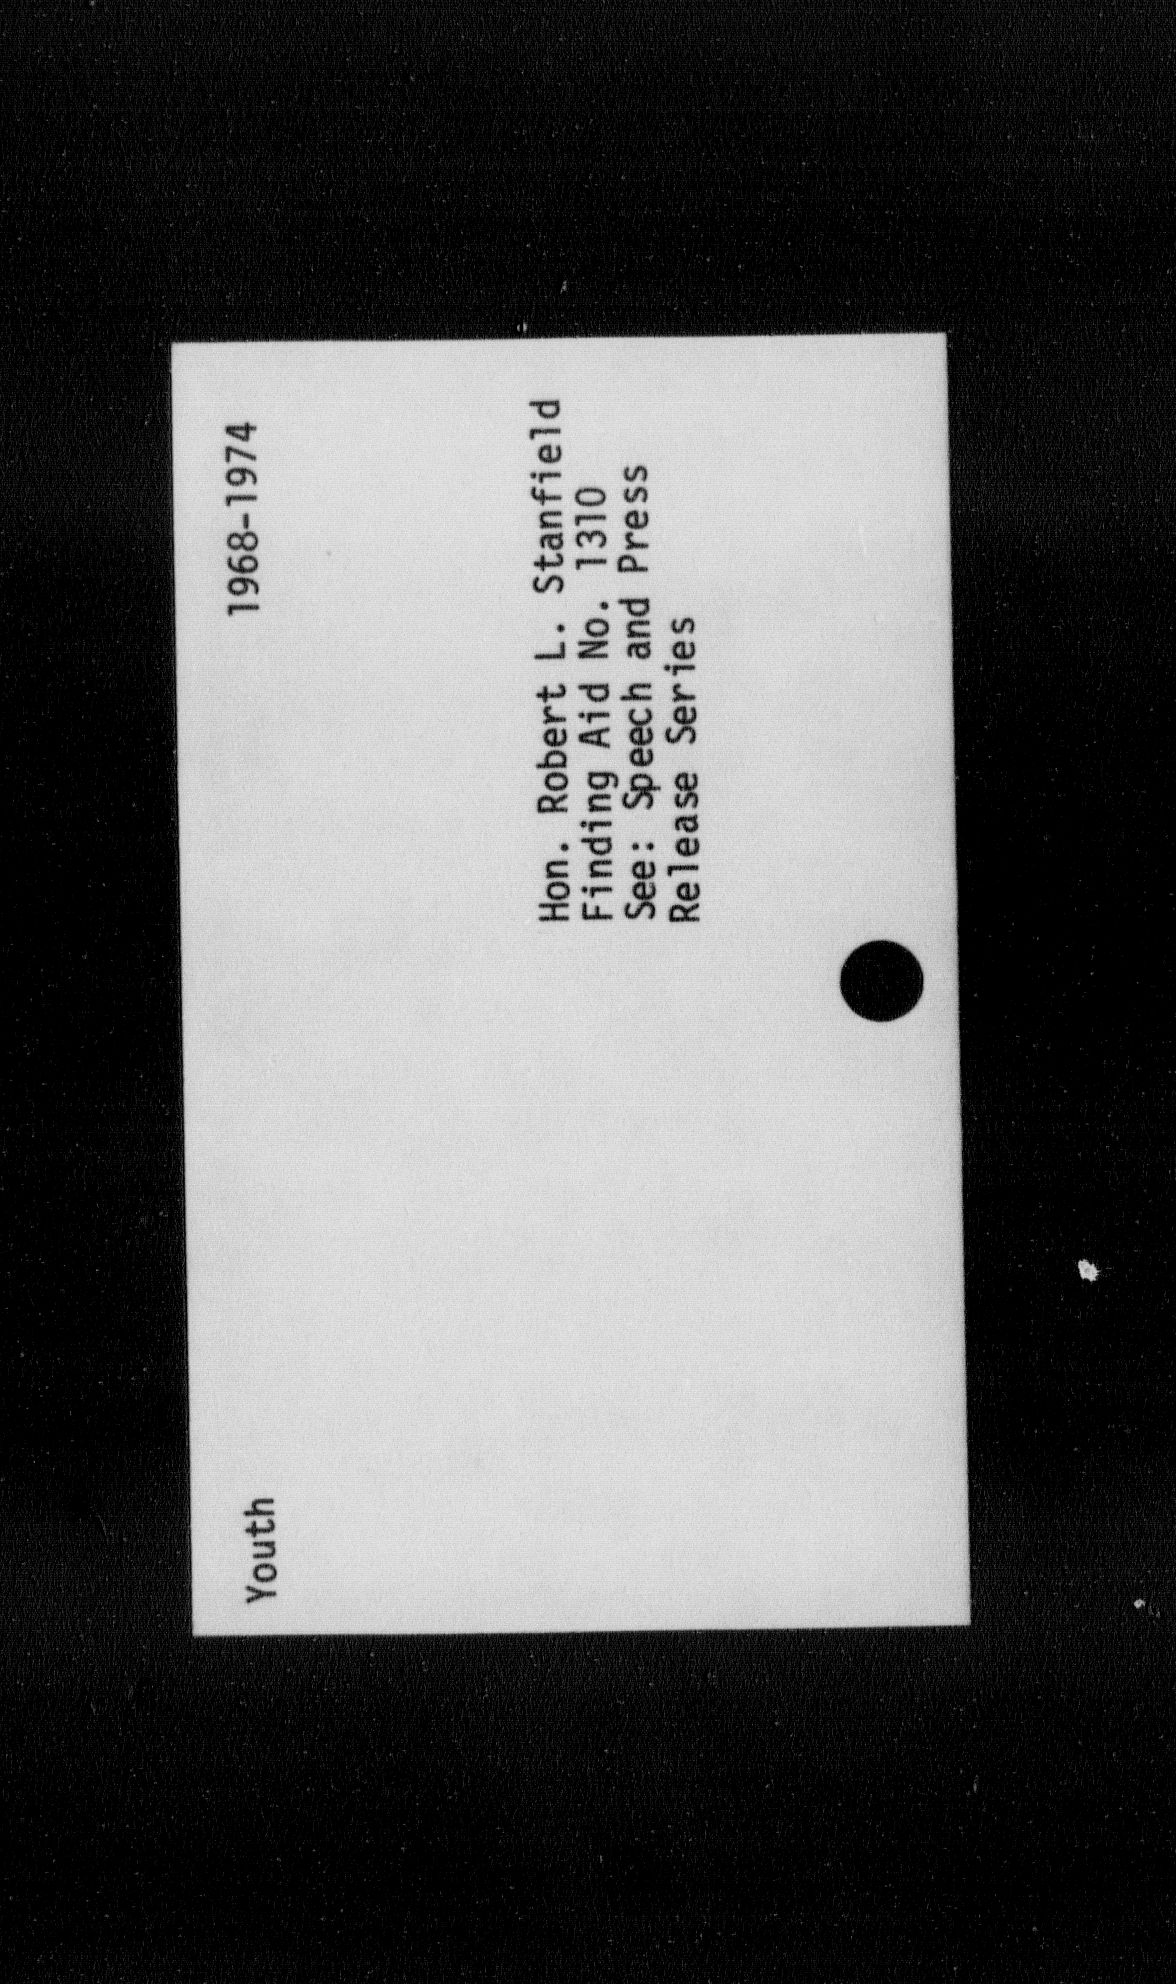 Youth
1968-1974
Hon. Robert L. Stanfield
Finding Aid No. 1310
See: Speech and Press
Release Series